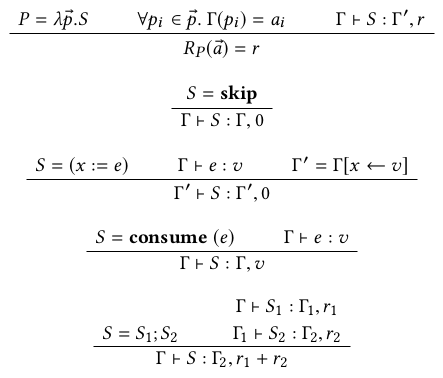 P = λp⃗.S ∀pᵢ ∈ p⃗. Γ(pᵢ) = aᵢ Γ ⊢ S : Γ′, r
R_P(a⃗) = r
S = skip
Γ ⊢ S : Γ, 0
S = (x := e) Γ ⊢ e : v Γ′ = Γ[x ← v]
Γ′ ⊢ S : Γ′, 0
S = consume (e) Γ ⊢ e : v
Γ ⊢ S : Γ, v
Γ ⊢ S₁ : Γ₁, r₁
S = S₁; S₂ Γ₁ ⊢ S₂ : Γ₂, r₂
Γ ⊢ S : Γ₂, r₁ + r₂